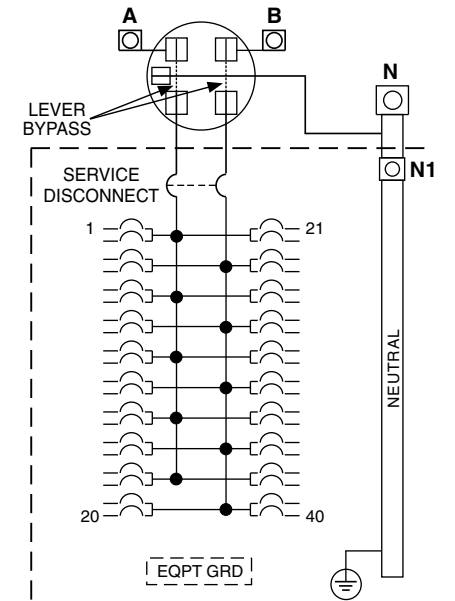 A
B
N
LEVER
BYPASS
N1
SERVICE
DISCONNECT
1
21
NEUTRAL
20
40
EQPT GRD